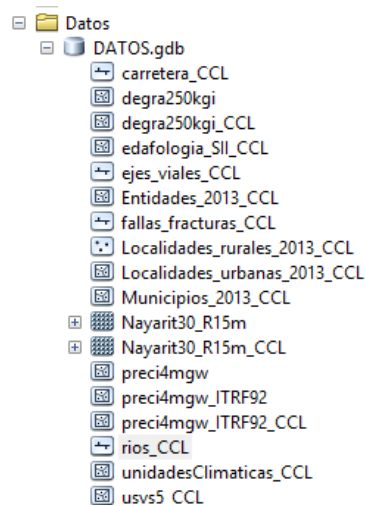 Datos
DATOS.gdb
carretera_CCL
degra250kgi
degra250kgi_CCL
edafologia_SII_CCL
ejes_viales_CCL
Entidades_2013_CCL
fallas_fracturas_CCL
Localidades_rurales_2013_CCL
Localidades_urbanas_2013_CCL
Municipios_2013_CCL
Nayarit30_R15m
Nayarit30_R15m_CCL
preci4mgw
preci4mgw_ITRF92
preci4mgw_ITRF92_CCL
rios_CCL
unidadesClimaticas_CCL
usvs5_CCL